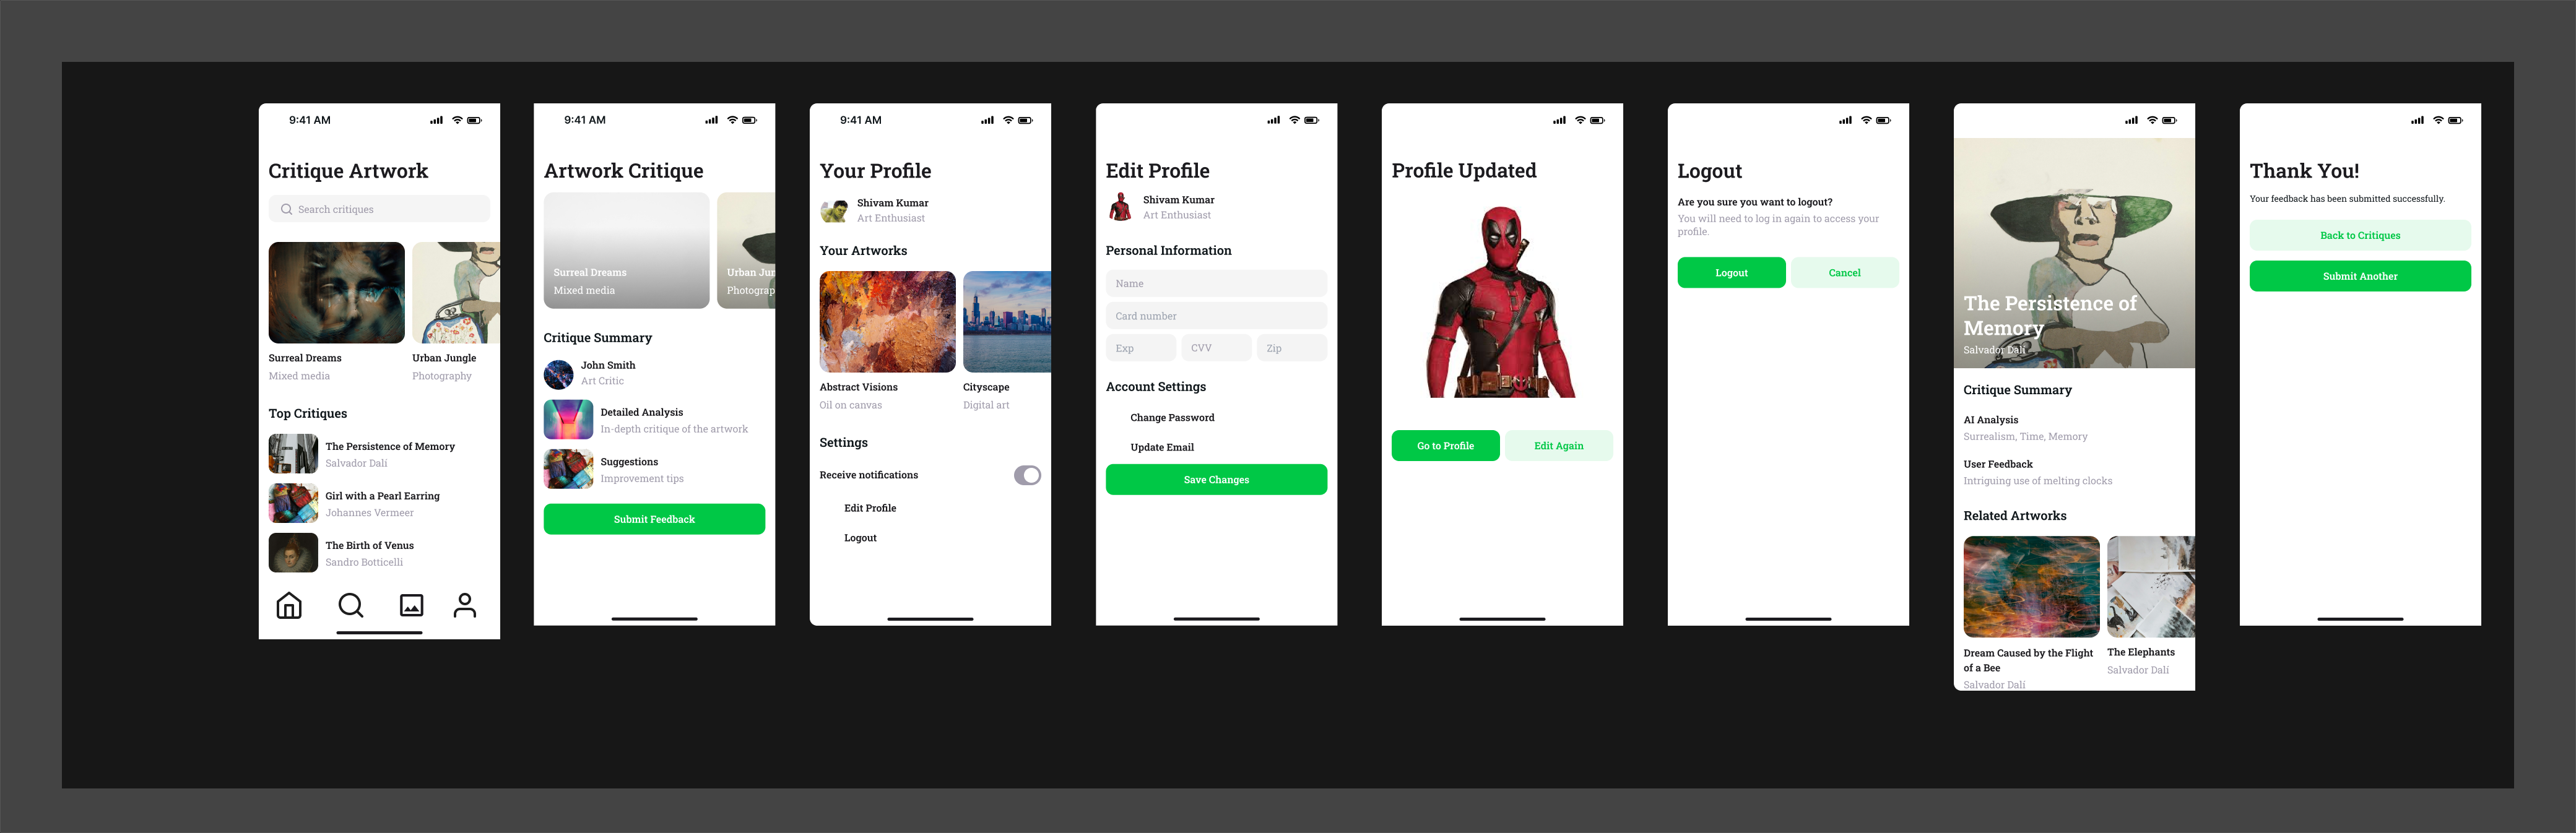 9:41 AM
Critique Artwork
Search critiques
Surreal Dreams
Mixed media
Urban Jungle
Photography
Top Critiques
The Persistence of Memory
Salvador Dalí
Girl with a Pearl Earring
Johannes Vermeer
The Birth of Venus
Sandro Botticelli
9:41 AM
Artwork Critique
Surreal Dreams
Mixed media
Urban Jun
Photograp
Critique Summary
John Smith
Art Critic
Detailed Analysis
In-depth critique of the artwork
Suggestions
Improvement tips
Submit Feedback
9:41 AM
Your Profile
Shivam Kumar
Art Enthusiast
Your Artworks
Abstract Visions
Oil on canvas
Cityscape
Digital art
Settings
Receive notifications
Edit Profile
Logout
Edit Profile
Shivam Kumar
Art Enthusiast
Personal Information
Name
Card number
Exp
CVV
Zip
Account Settings
Change Password
Update Email
Save Changes
Profile Updated
Go to Profile
Edit Again
Logout
Are you sure you want to logout?
You will need to log in again to access your
profile.
Logout
Cancel
The Persistence of
Memory
Salvador Dalí
Critique Summary
AI Analysis
Surrealism, Time, Memory
User Feedback
Intriguing use of melting clocks
Related Artworks
Dream Caused by the Flight
of a Bee
Salvador Dalí
The Elephants
Salvador Dalí
Thank You!
Your feedback has been submitted successfully.
Back to Critiques
Submit Another